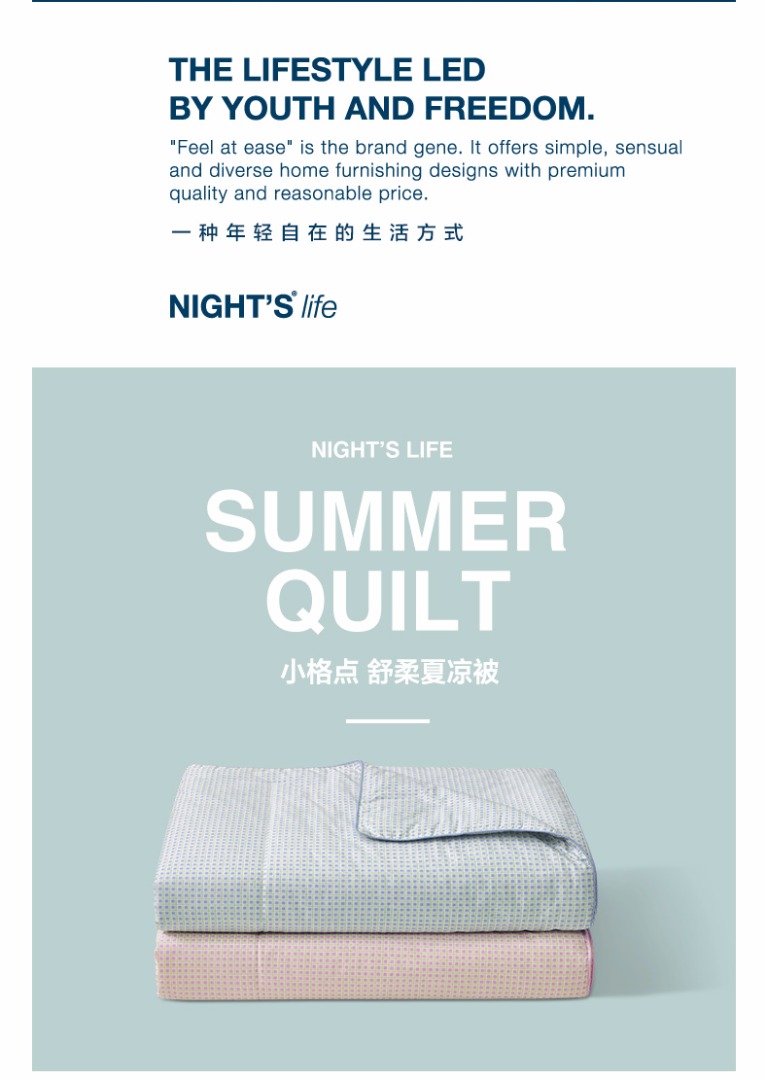 THE LIFESTYLE LED
BY YOUTH AND FREEDOM.
"Feel at ease" is the brand gene. It offers simple, sensual
and diverse home furnishing designs with premium
quality and reasonable price.
一种年轻自在的生活方式
NIGHT'S® life
NIGHT'S LIFE
SUMMER
QUILT
小格点 舒柔夏凉被